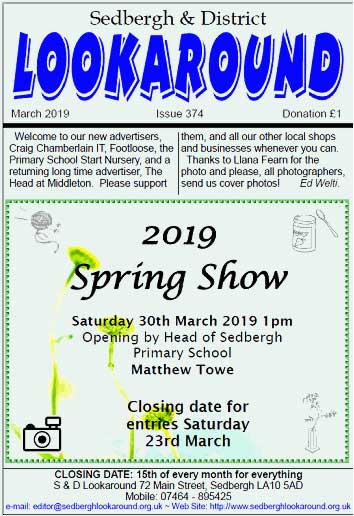 Sedbergh & District
LOOKAROUND
March 2019 Issue 374 Donation £1
Welcome to our new advertisers,
Craig Chamberlain IT, Footloose, the
Primary School Start Nursery, and a
returning long time advertiser, The
Head at Middleton. Please support
them, and all our other local shops
and businesses whenever you can.
Thanks to Llana Fearn for the
photo and please, all photographers,
send us cover photos! Ed Welti.
2019
Spring Show
Saturday 30th March 2019 1pm
Opening by Head of Sedbergh
Primary School
Matthew Towe
Closing date for
entries Saturday
23rd March
CLOSING DATE: 15th of every month for everything
S & D Lookaround 72 Main Street, Sedbergh LA10 5AD
Mobile: 07464 - 895425
e-mail: editor@sedberghlookaround.org.uk ~ Web Site: http://www.sedberghlookaround.org.uk